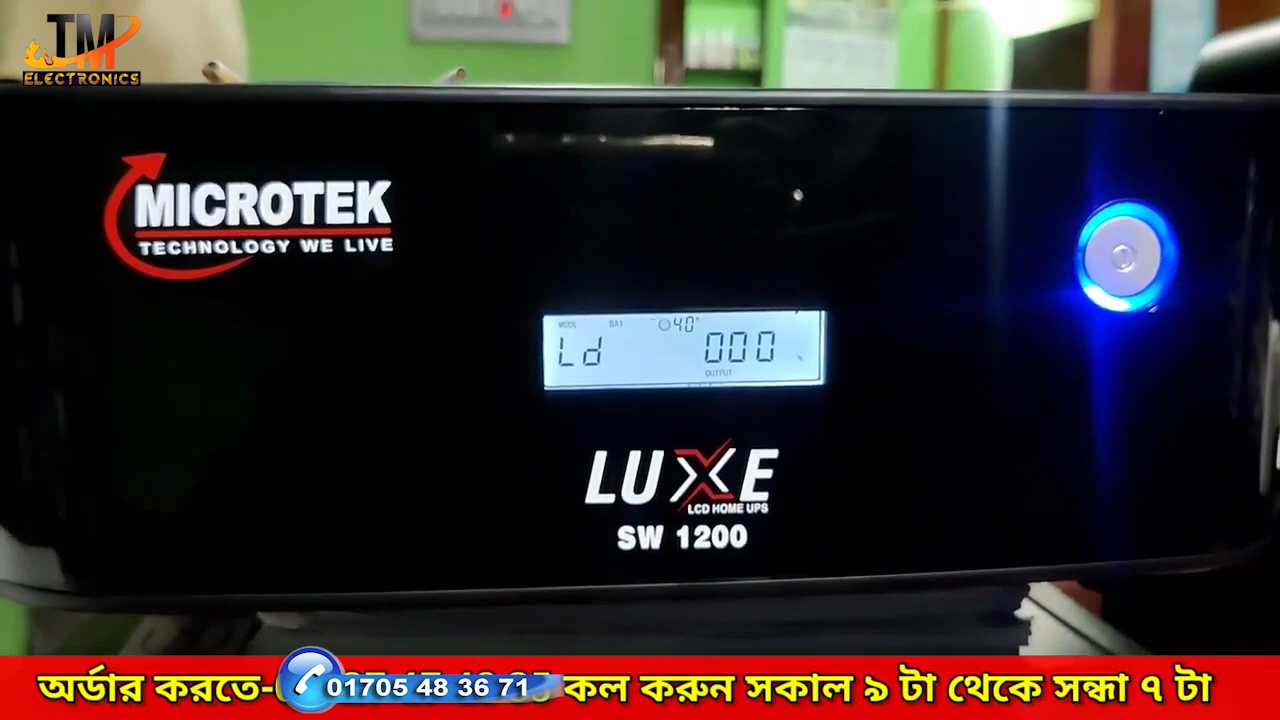 TM
ELECTRONICS
MICROTEK
TECHNOLOGY WE LIVE
MODE BA1 40°
Ld 000 %
OUTPUT
LUXE
LCD HOME UPS
SW 1200
অর্ডার করতে- 01705 48 36 71 কল করুন সকাল ৯ টা থেকে সন্ধা ৭ টা